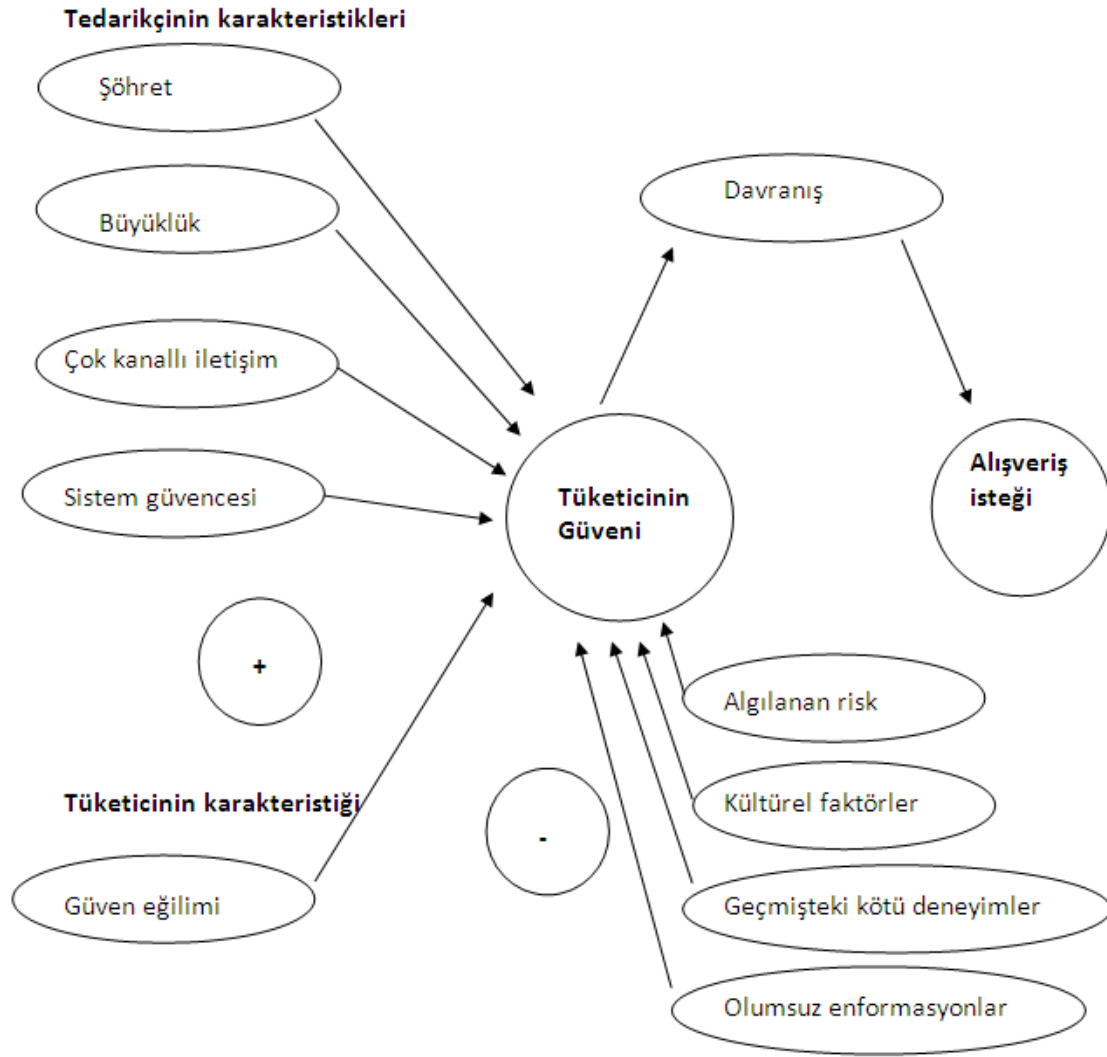 Tedarikçinin karakteristikleri
Şöhret
Büyüklük
Çok kanallı iletişim
Sistem güvencesi
+
Tüketicinin karakteristiği
Güven eğilimi
Davranış
Tüketicinin
Güveni
Alışveriş
isteği
-
Algılanan risk
Kültürel faktörler
Geçmişteki kötü deneyimler
Olumsuz enformasyonlar